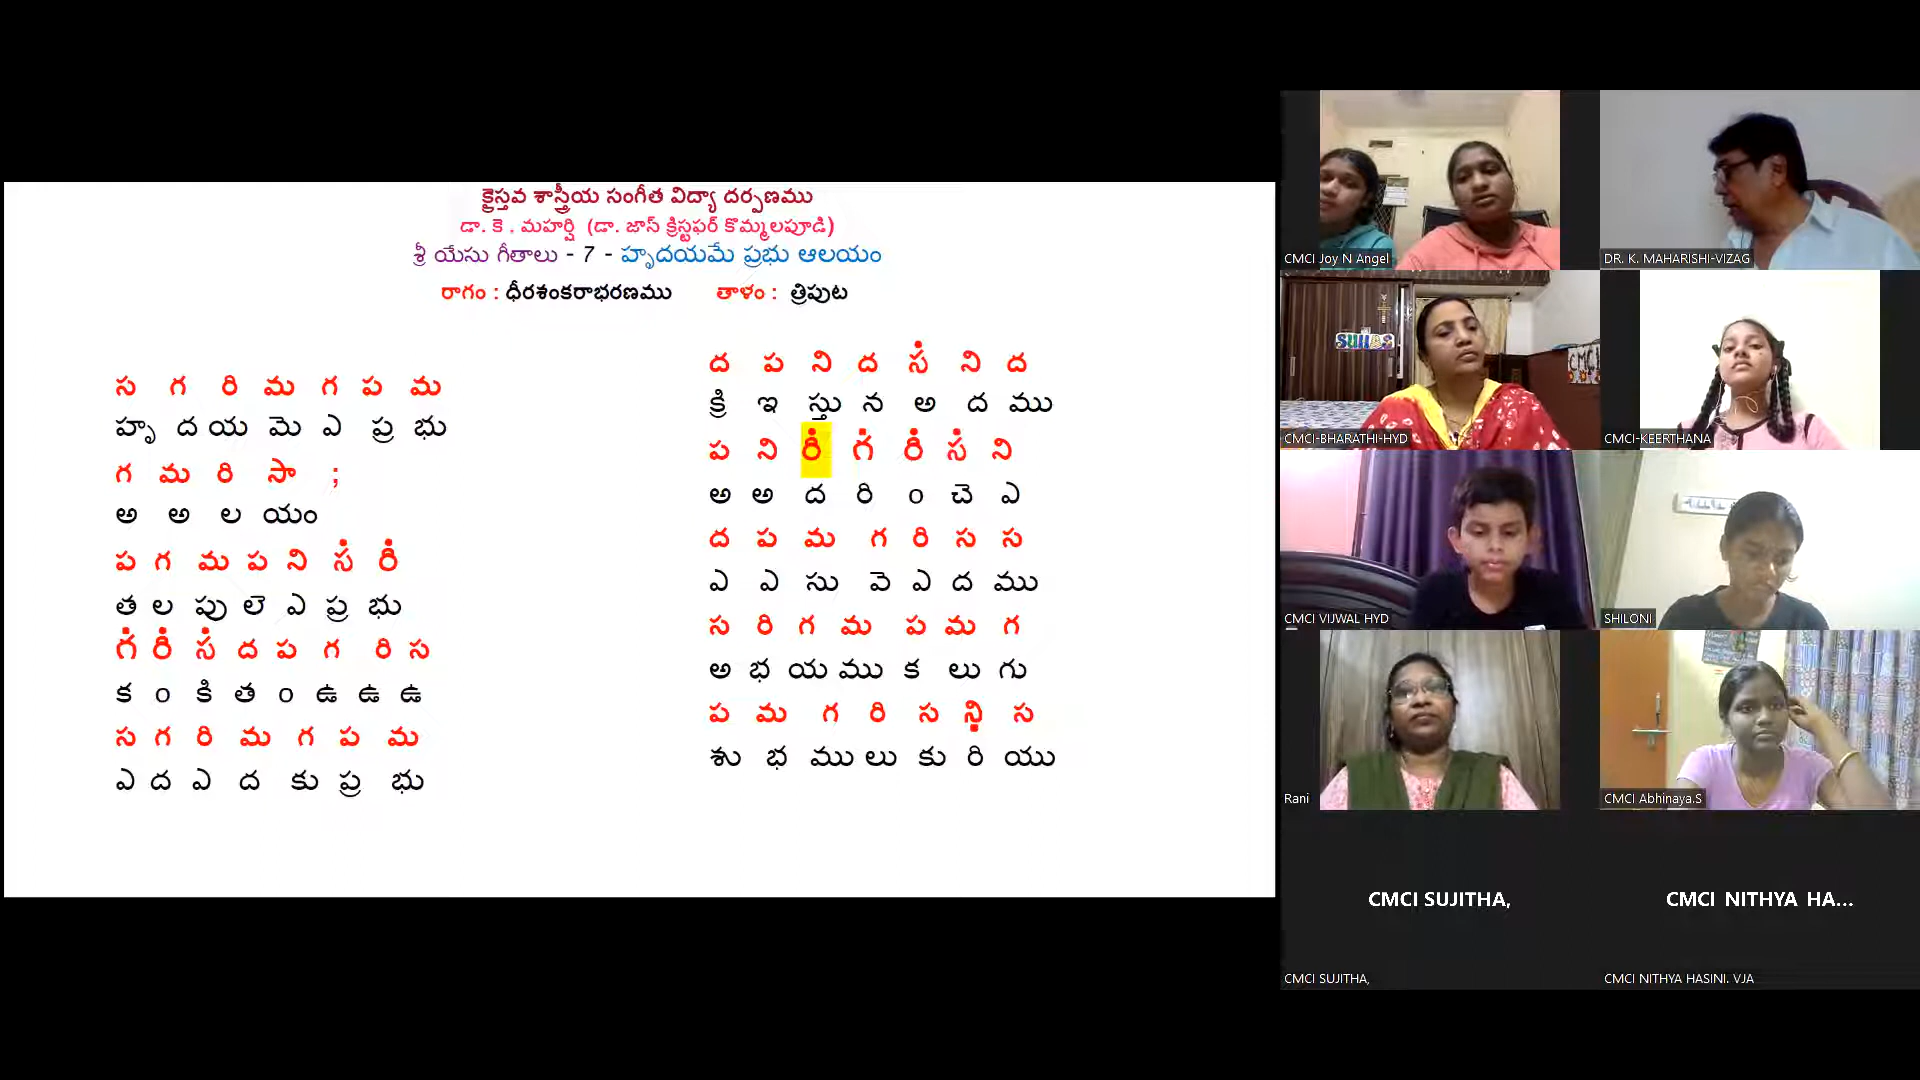 క్రైస్తవ శాస్త్రీయ సంగీత విద్యా దర్పణము
డా. కె . మహర్షి (డా. జాస్ క్రిస్టఫర్ కొమ్మలపూడి)
శ్రీ యేసు గీతాలు - 7 - హృదయమే ప్రభు ఆలయం
రాగం : ధీరశంకరాభరణము తాళం : త్రిపుట
స గ రి మ గ ప మ
హృ ద య మె ఎ ప్ర భు
గ మ రి సా ;
అ అ ల యం
ప గ మ ప ని స̇ రి̇
త ల పు లె ఎ ప్ర భు
గ̇ రి̇ స̇ ద ప గ రి స
క ం కి త ం ఉ ఉ ఉ
స గ రి మ గ ప మ
ఎ ద ఎ ద కు ప్ర భు
ద ప ని ద స̇ ని ద
క్రి ఇ స్తు న అ ద ము
ప ని రి̇ గ̇ రి̇ స̇ ని
అ అ ద రి ం చె ఎ
ద ప మ గ రి స స
ఎ ఎ సు వె ఎ ద ము
స రి గ మ ప మ గ
అ భ య ము క లు గు
ప మ గ రి స ని̣ స
శు భ ము లు కు రి యు
CMCI Joy N Angel
DR. K. MAHARISHI-VIZAG
CMCI-BHARATHI-HYD
CMCI-KEERTHANA
CMCI VIJWAL HYD
SHILONI
Rani
CMCI Abhinaya.S
CMCI SUJITHA,
CMCI NITHYA HA...
CMCI SUJITHA,
CMCI NITHYA HASINI. VJA